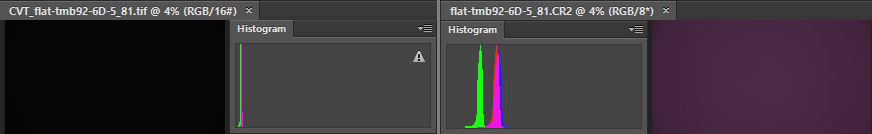 CVT_flat-tmb92-6D-5_81.tif @ 4% (RGB/16#) ×
Histogram
flat-tmb92-6D-5_81.CR2 @ 4% (RGB/8*) ×
Histogram